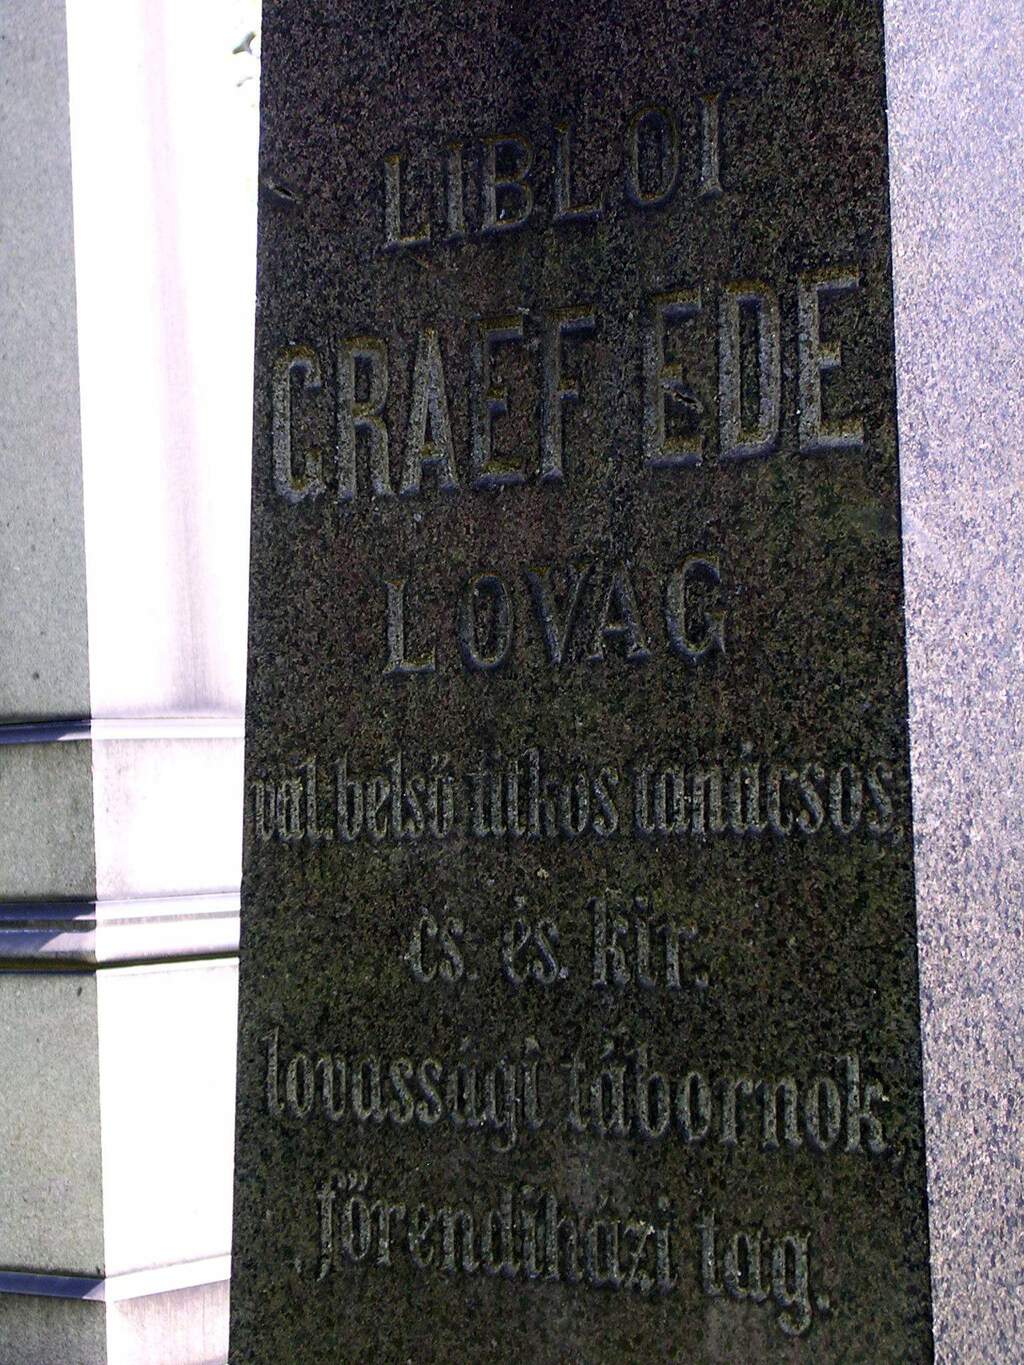 LIBLOI
GRAEF EDE
LOVAG
val. belső titkos tanácsos,
cs. és. kir.
lovassági tábornok
főrendiházi tag.